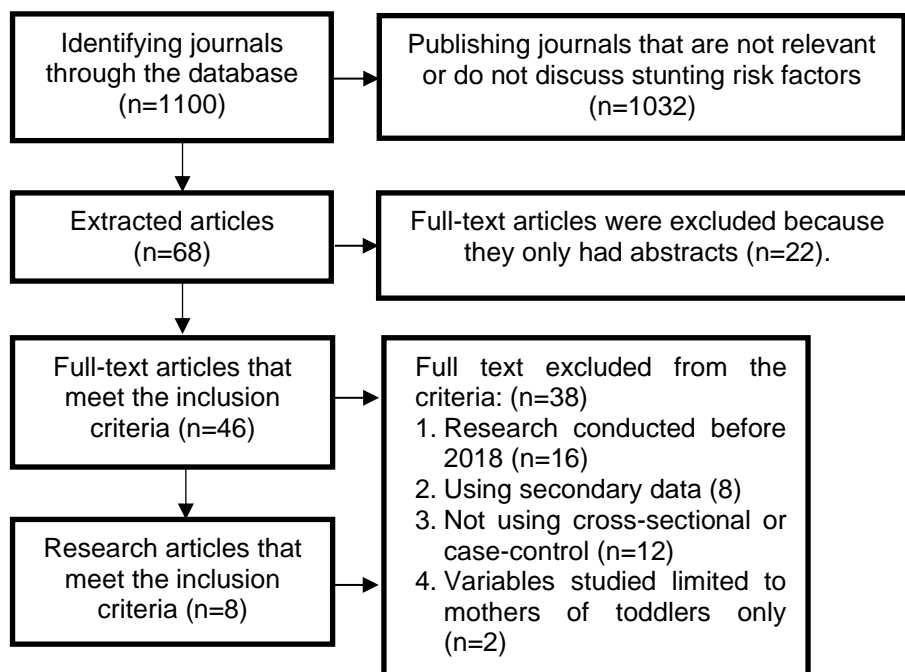 Identifying journals
through the database
(n=1100)
Publishing journals that are not relevant
or do not discuss stunting risk factors
(n=1032)
Extracted articles
(n=68)
Full-text articles were excluded because
they only had abstracts (n=22).
Full-text articles that
meet the inclusion
criteria (n=46)
Full text excluded from the
criteria: (n=38)
1. Research conducted before
2018 (n=16)
2. Using secondary data (8)
3. Not using cross-sectional or
case-control (n=12)
4. Variables studied limited to
mothers of toddlers only
(n=2)
Research articles that
meet the inclusion
criteria (n=8)